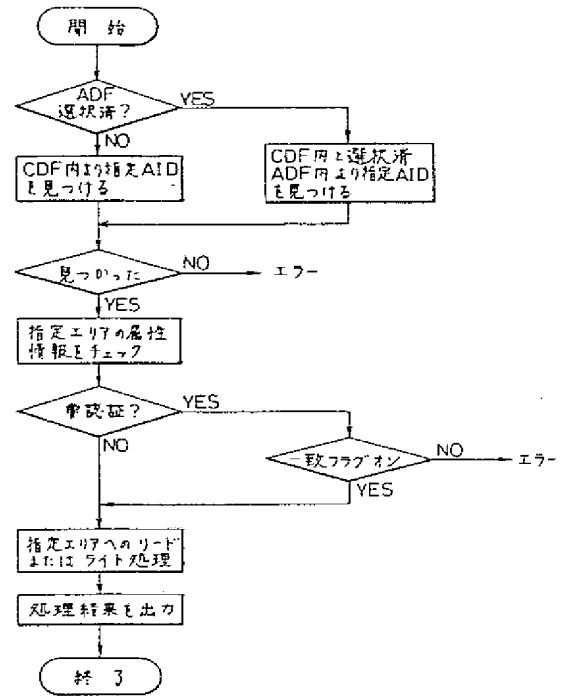 開始
ADF
選択済?
YES
NO
CDF内より指定AID
を見つける
CDF内と選択済
ADF内より指定AID
を見つける
見つかった
NO
エラー
YES
指定エリアの属性
情報をチェック
要認証?
YES
NO
一致フラグオン
NO
エラー
YES
指定エリアへのリード
またはライト処理
処理結果を出力
終了